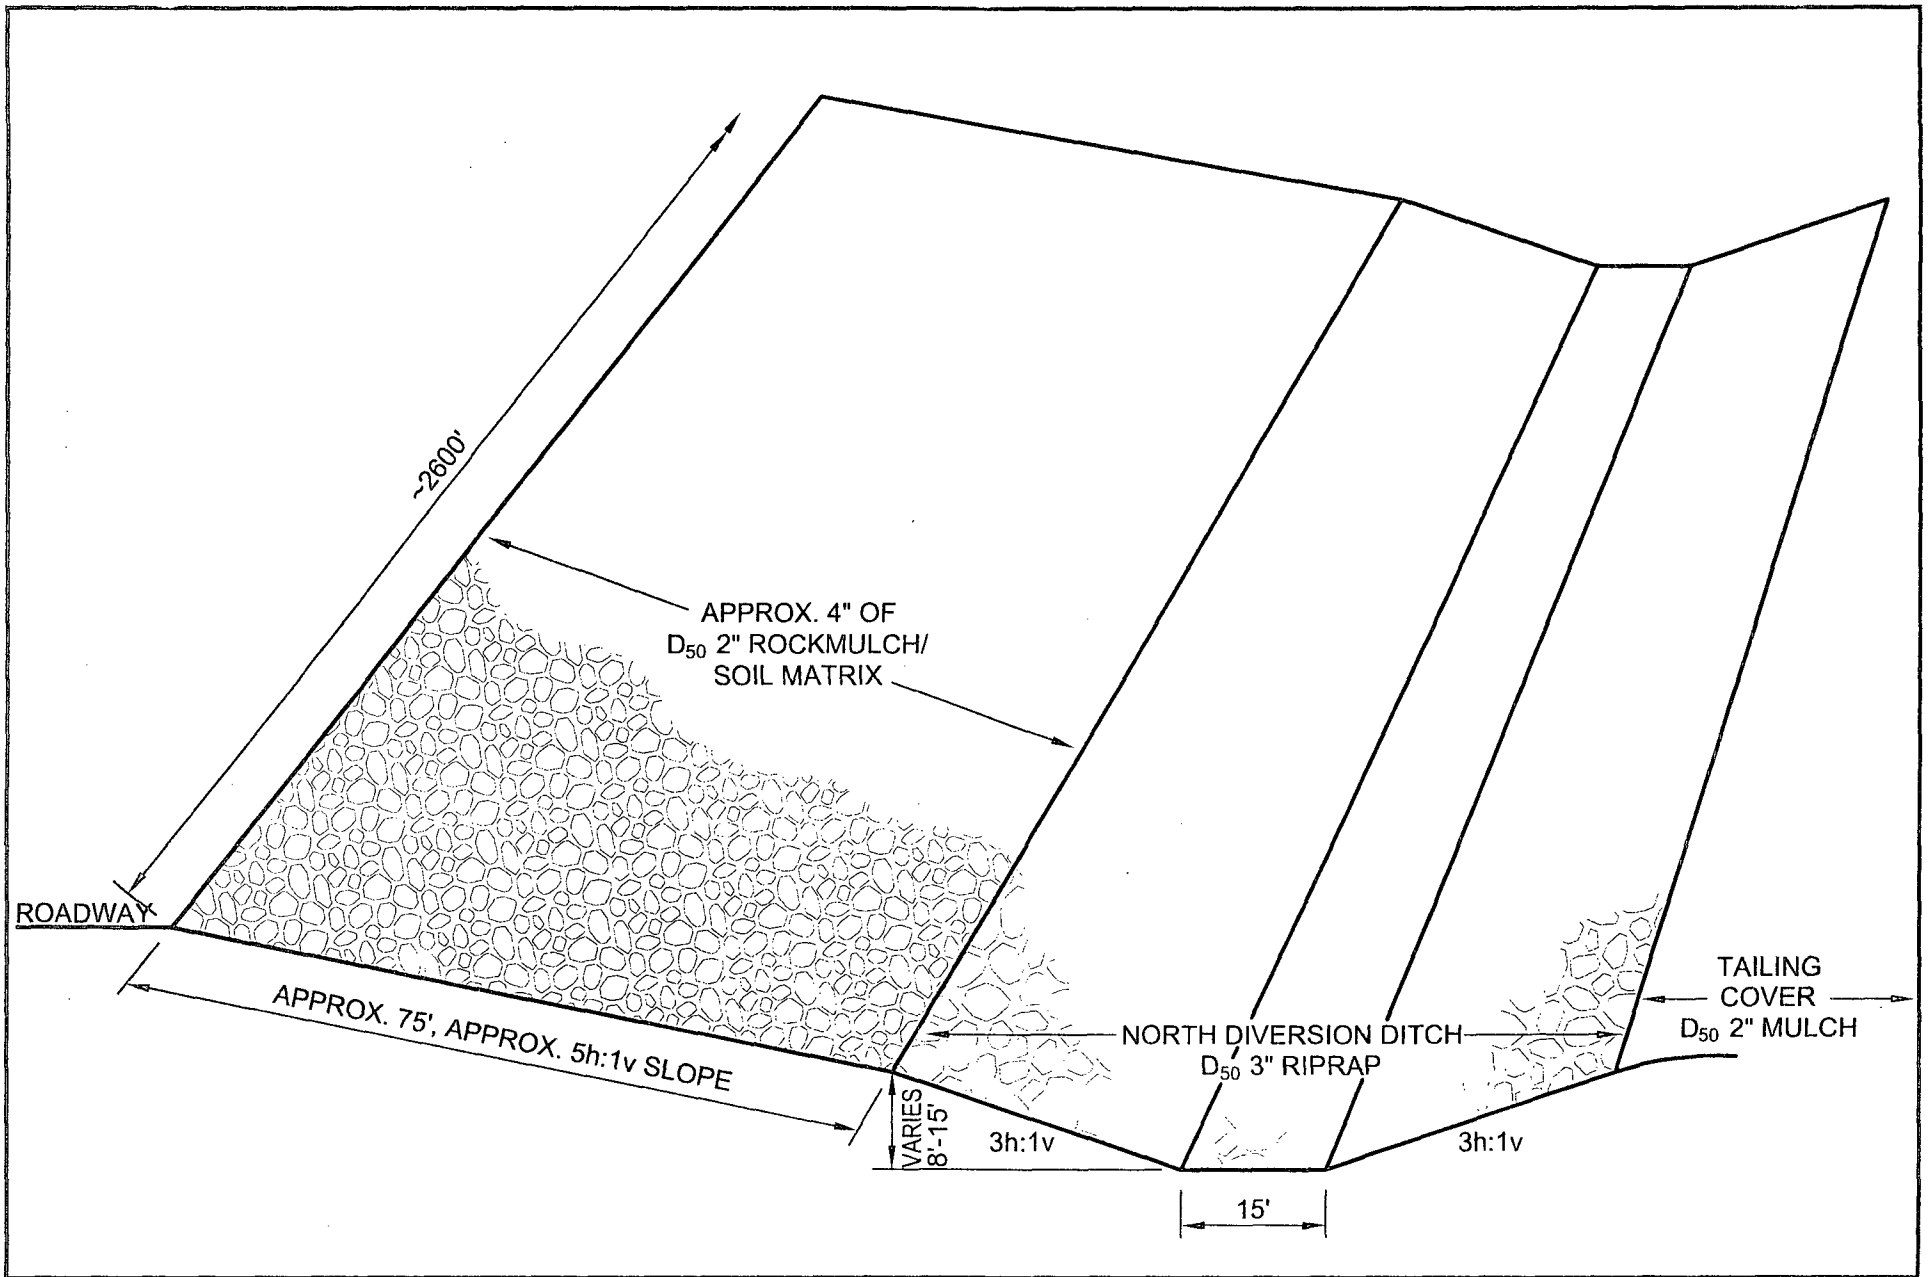 ~2600'
APPROX. 4" OF
D₅₀ 2" ROCKMULCH/
SOIL MATRIX
ROADWAY
APPROX. 75', APPROX. 5h:1v SLOPE
VARIES
8'-15'
3h:1v
NORTH DIVERSION DITCH
D₅₀ 3" RIPRAP
3h:1v
TAILING
COVER
D₅₀ 2" MULCH
15'